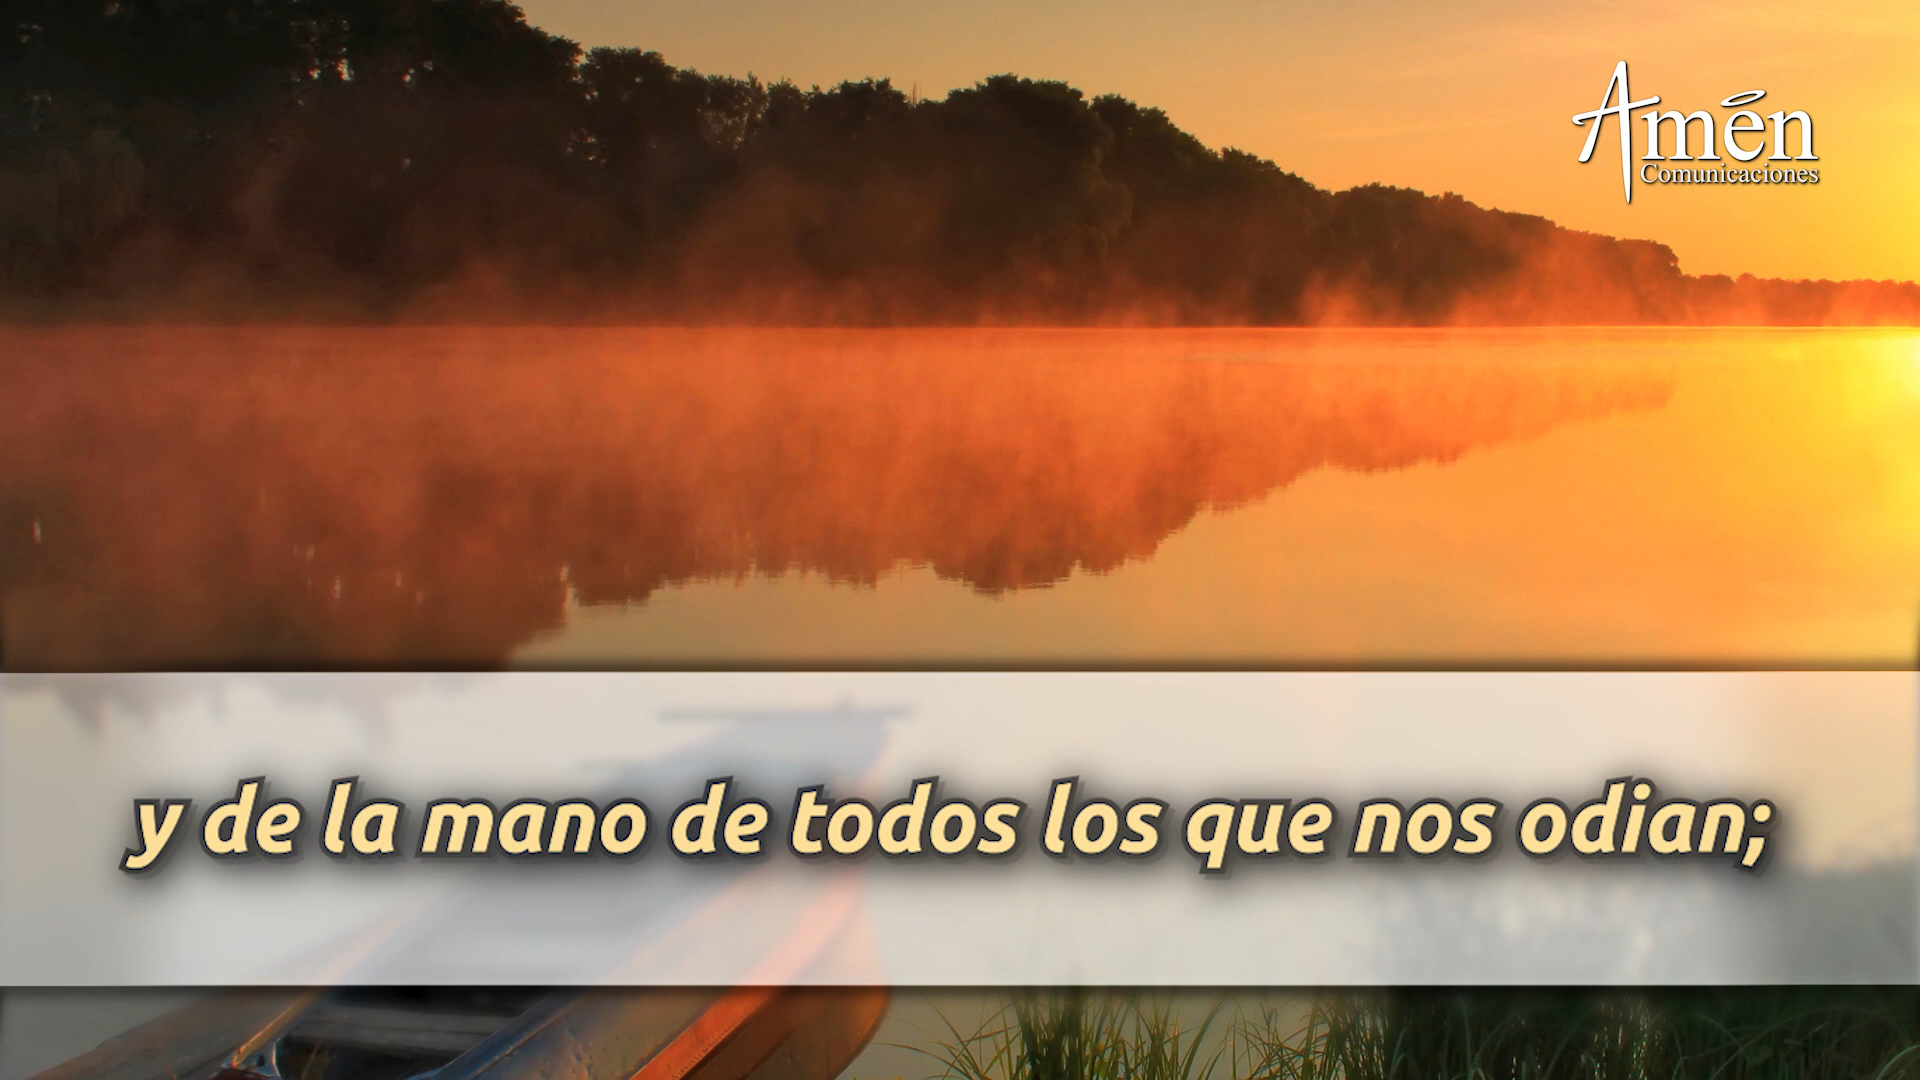 Amén
Comunicaciones
y de la mano de todos los que nos odian;